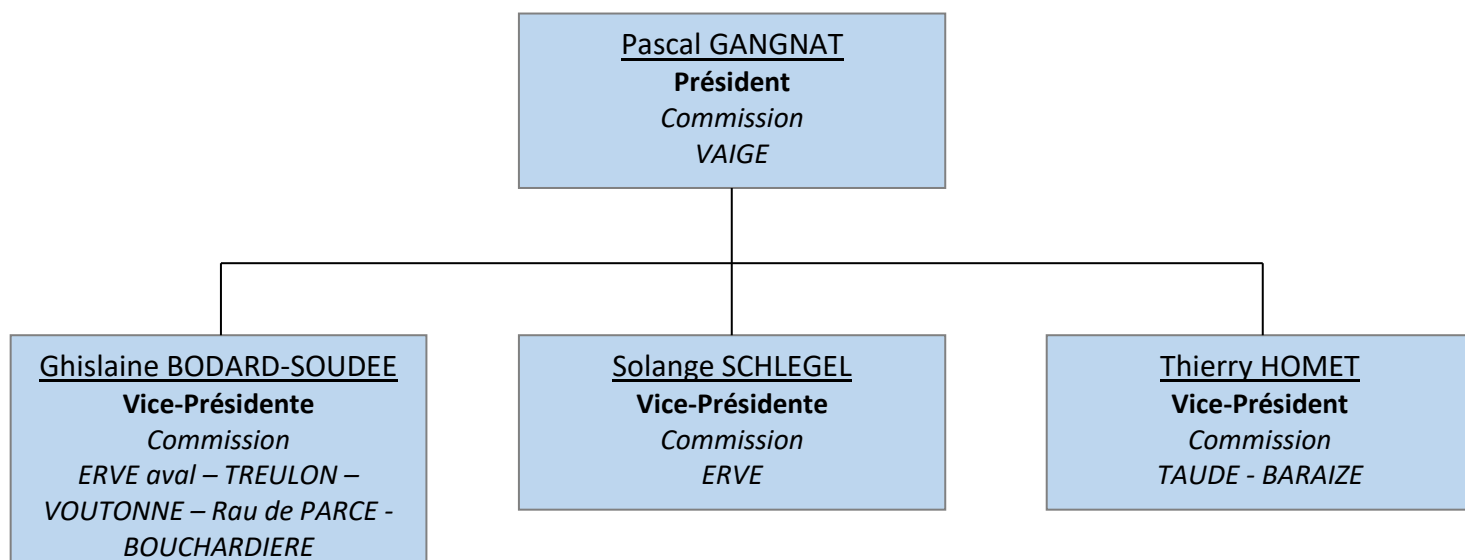 Pascal GANGNAT
Président
Commission
VAIGE
Ghislaine BODARD-SOUDEE
Vice-Présidente
Commission
ERVE aval – TREULON –
VOUTONNE – Rau de PARCE -
BOUCHARDIERE
Solange SCHLEGEL
Vice-Présidente
Commission
ERVE
Thierry HOMET
Vice-Président
Commission
TAUDE - BARAIZE